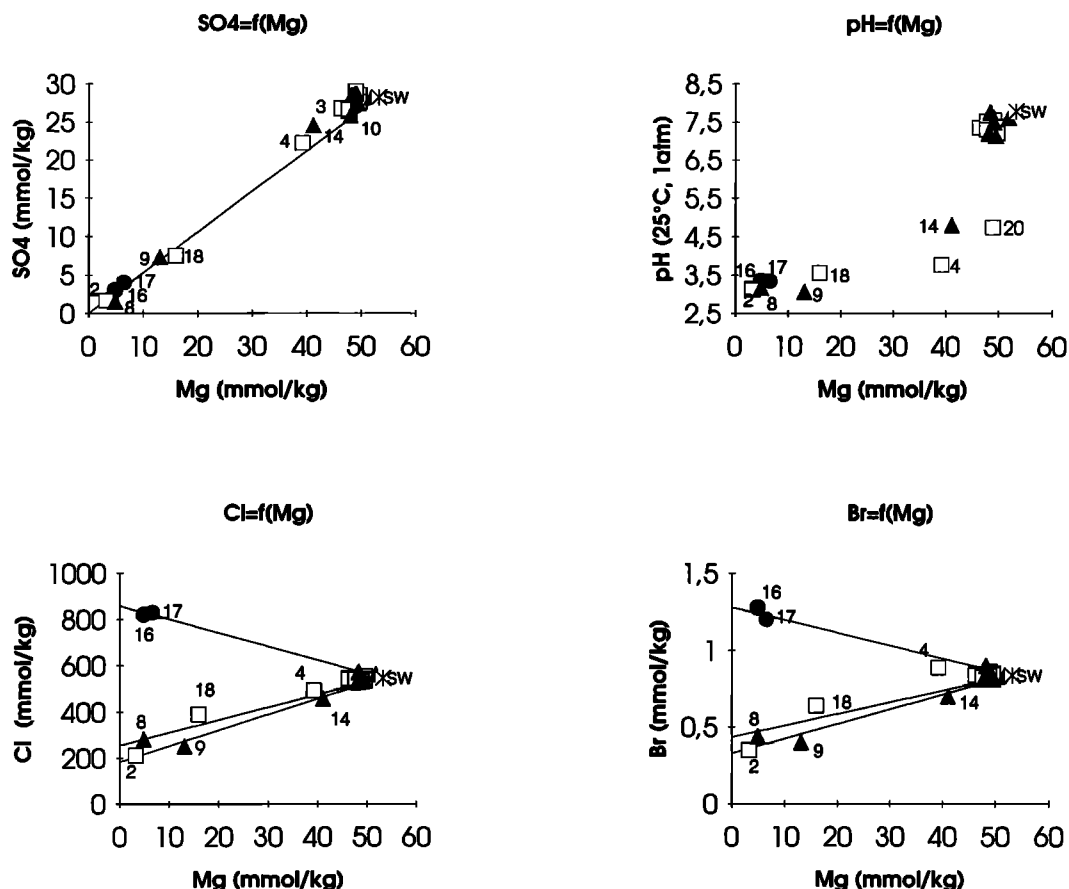 SO4=f(Mg)
SO4 (mmol/kg)
30
25
20
15
10
5
0
2
16
8
17
9
18
4
14
3
10
SW
0 10 20 30 40 50 60
Mg (mmol/kg)
pH=f(Mg)
pH (25°C, 1atm)
8,5
7,5
6,5
5,5
4,5
3,5
2,5
16
17
2
8
9
18
4
14
20
SW
0 10 20 30 40 50 60
Mg (mmol/kg)
Cl=f(Mg)
Cl (mmol/kg)
1000
800
600
400
200
0
16
17
18
8
2
9
4
14
SW
0 10 20 30 40 50 60
Mg (mmol/kg)
Br=f(Mg)
Br (mmol/kg)
1,5
1
0,5
0
16
17
4
18
8
2
9
14
SW
0 10 20 30 40 50 60
Mg (mmol/kg)